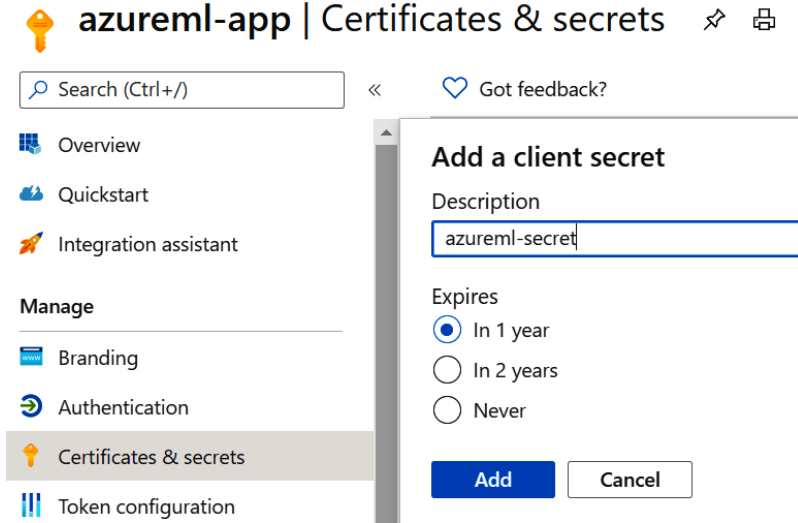 azureml-app | Certificates & secrets
Search (Ctrl+/)
«
Got feedback?
Overview
Quickstart
Integration assistant
Manage
www
Branding
Authentication
Certificates & secrets
Token configuration
Add a client secret
Description
azureml-secret
Expires
In 1 year
In 2 years
Never
Add
Cancel